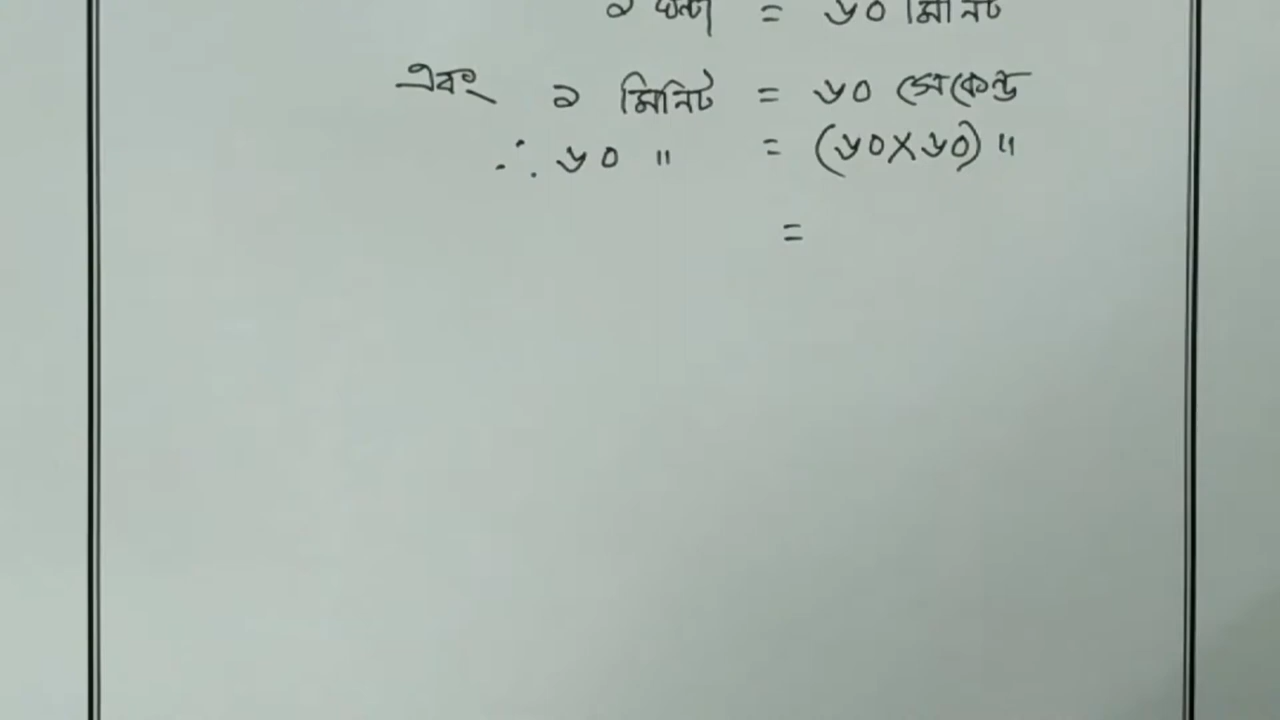 ১ ঘন্টা = ৬০ মিনিট
এবং ১ মিনিট = ৬০ সেকেন্ড
∴ ৬০ " = (৬০×৬০) "
=